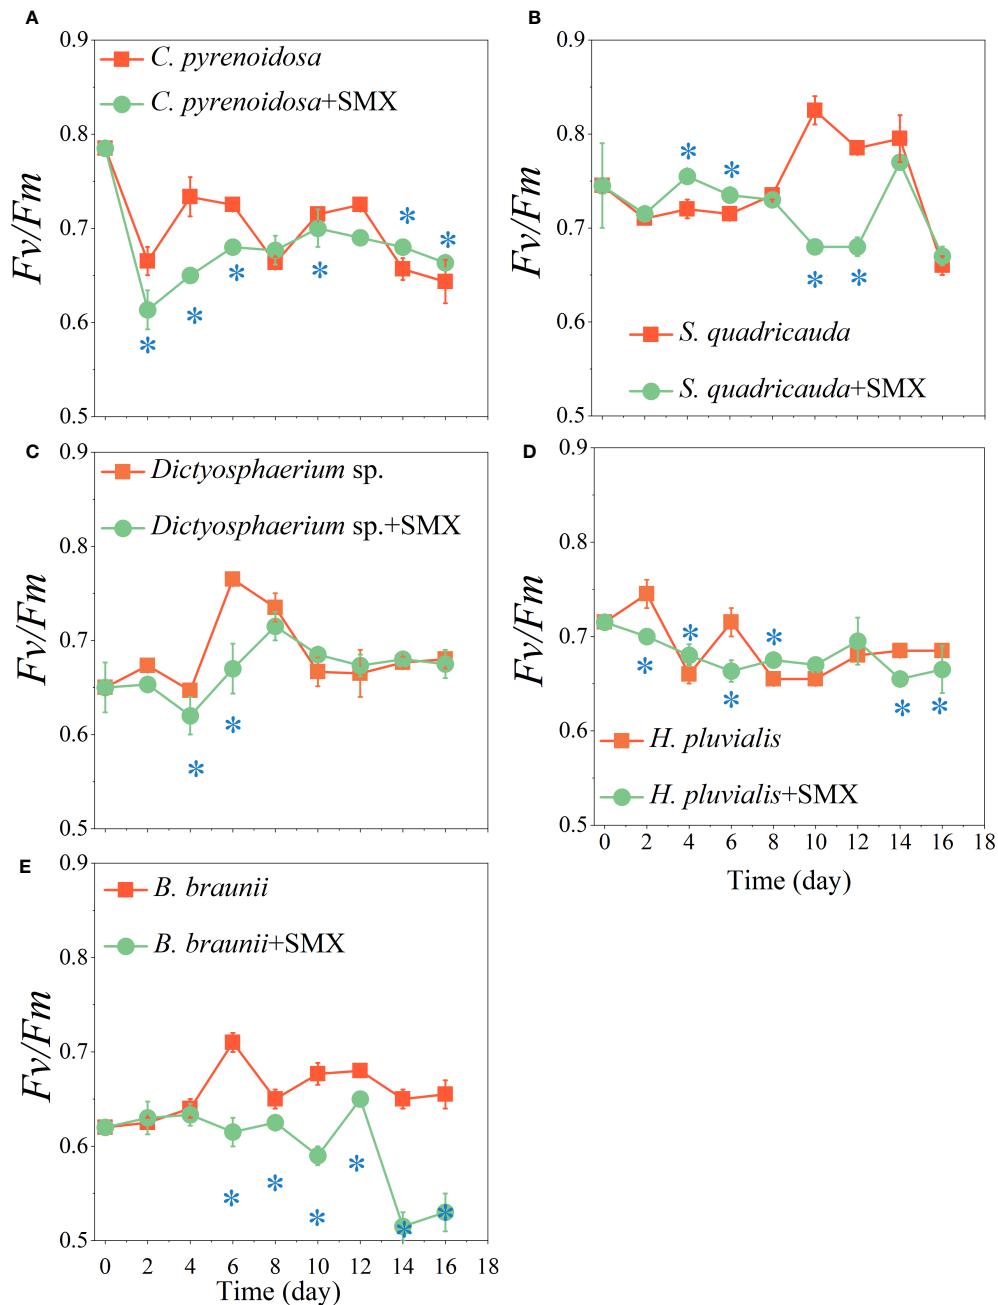 A
0.9
0.8
0.7
0.6
0.5
Fv/Fm
C. pyrenoidosa
C. pyrenoidosa+SMX
*
*
*
*
*
*
B
0.9
0.8
0.7
0.6
0.5
Fv/Fm
*
*
*
*
S. quadricauda
S. quadricauda+SMX
C
0.9
0.8
0.7
0.6
0.5
Fv/Fm
Dictyosphaerium sp.
Dictyosphaerium sp.+SMX
*
*
D
0.9
0.8
0.7
0.6
0.5
Fv/Fm
*
*
*
*
*
*
H. pluvialis
H. pluvialis+SMX
0 2 4 6 8 10 12 14 16 18
Time (day)
E
0.9
0.8
0.7
0.6
0.5
Fv/Fm
B. braunii
B. braunii+SMX
*
*
*
*
*
*
0 2 4 6 8 10 12 14 16 18
Time (day)